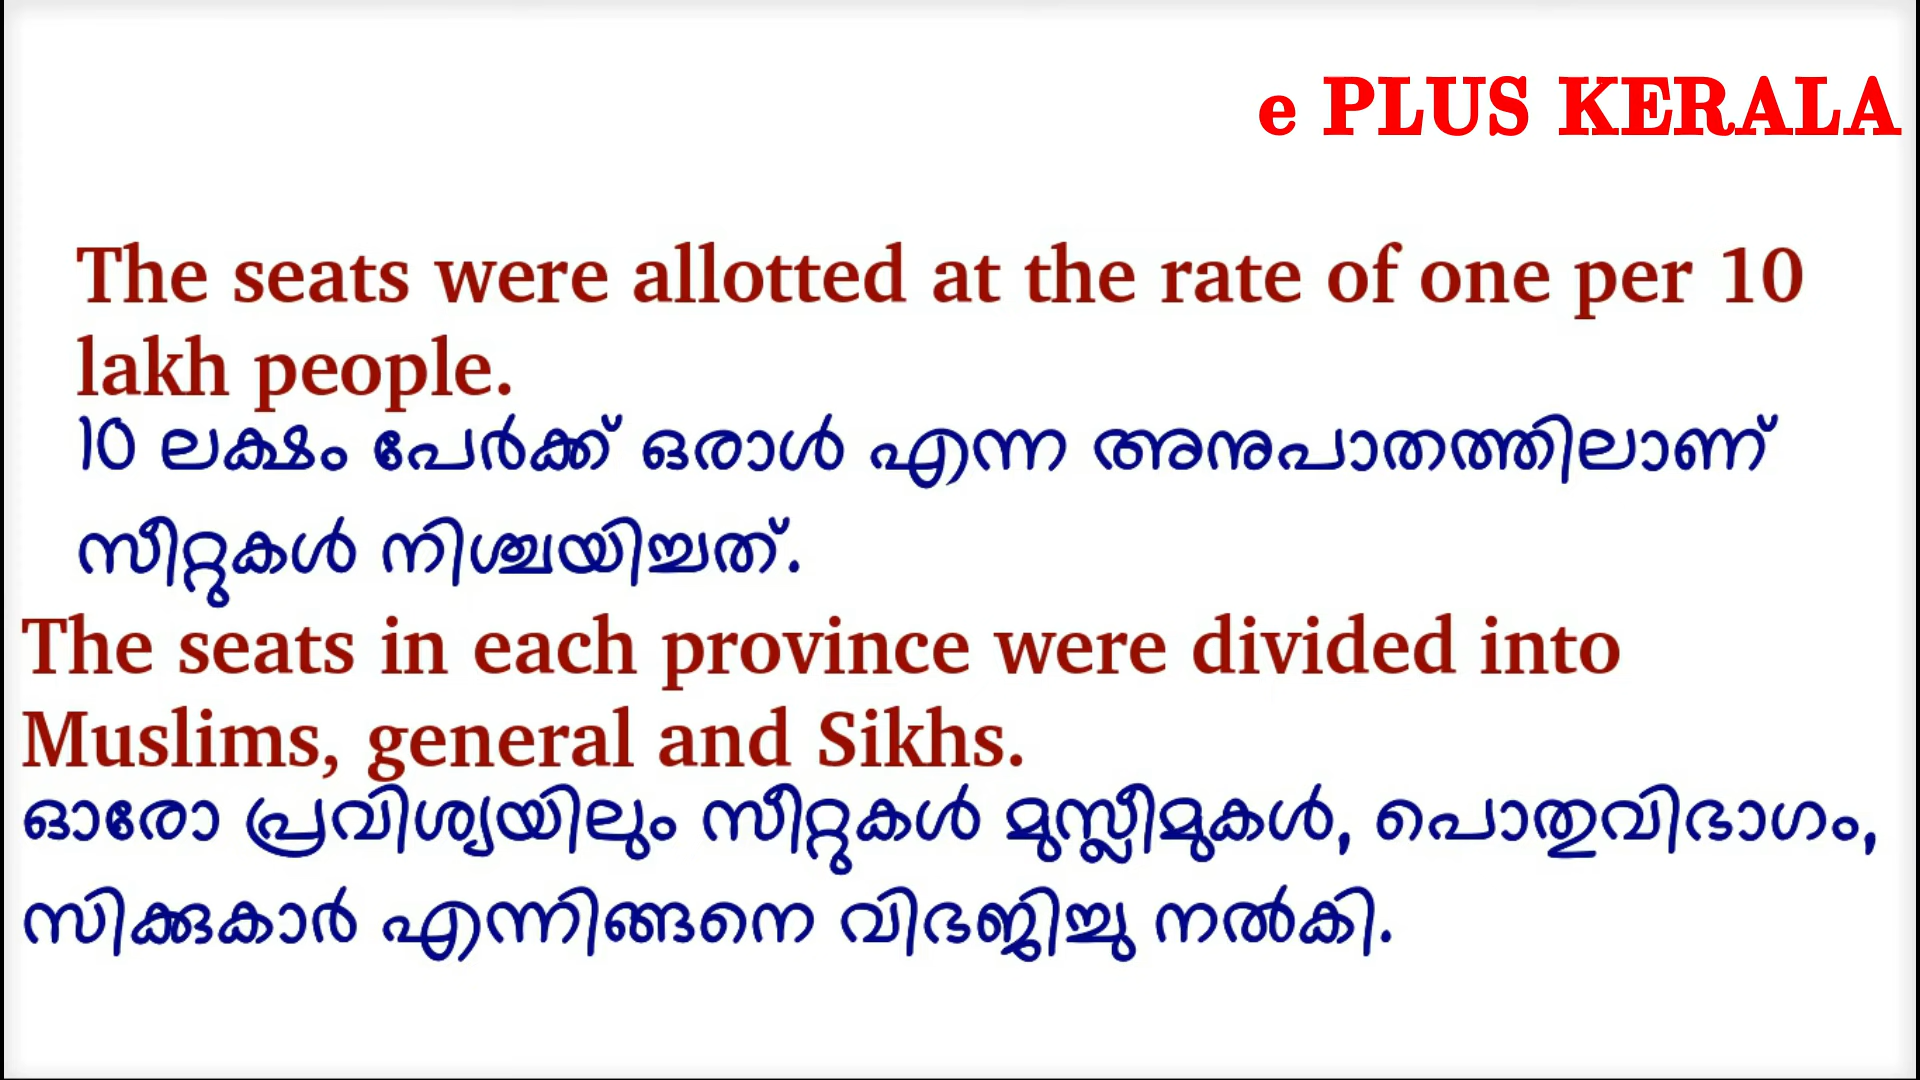 e PLUS KERALA
The seats were allotted at the rate of one per 10
lakh people.
10 ലക്ഷം പേർക്ക് ഒരാൾ എന്ന അനുപാതത്തിലാണ്
സീറ്റുകൾ നിശ്ചയിച്ചത്.
The seats in each province were divided into
Muslims, general and Sikhs.
ഓരോ പ്രവിശ്യയിലും സീറ്റുകൾ മുസ്ലീമുകൾ, പൊതുവിഭാഗം,
സിക്കുകാർ എന്നിങ്ങനെ വിഭജിച്ചു നൽകി.